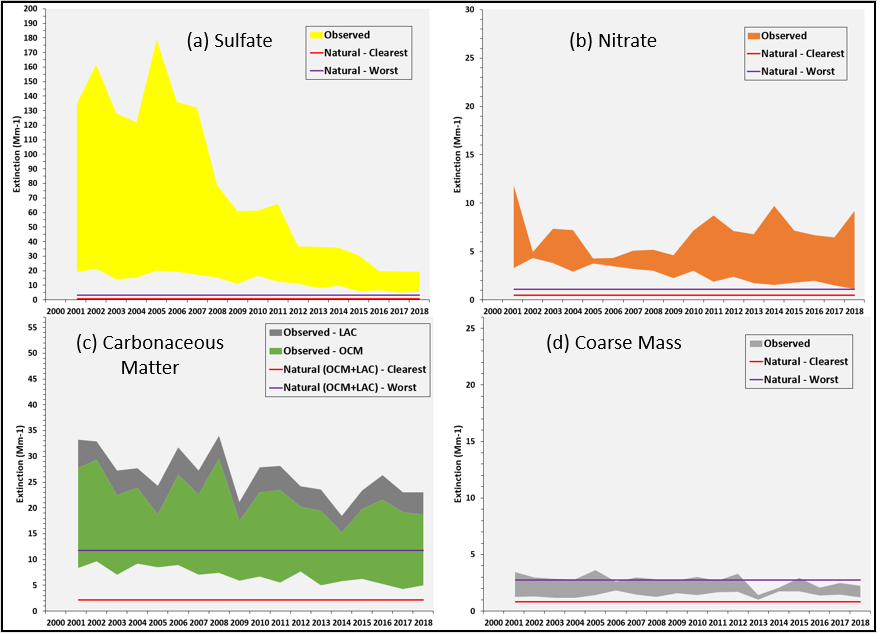 (a) Sulfate
Observed
Natural - Clearest
Natural - Worst
Extinction (Mm-1)
200
190
180
170
160
150
140
130
120
110
100
90
80
70
60
50
40
30
20
10
0
2000 2001 2002 2003 2004 2005 2006 2007 2008 2009 2010 2011 2012 2013 2014 2015 2016 2017 2018
(b) Nitrate
Observed
Natural - Clearest
Natural - Worst
Extinction (Mm-1)
30
25
20
15
10
5
0
2000 2001 2002 2003 2004 2005 2006 2007 2008 2009 2010 2011 2012 2013 2014 2015 2016 2017 2018
(c) Carbonaceous
Matter
Observed - LAC
Observed - OCM
Natural (OCM+LAC) - Clearest
Natural (OCM+LAC) - Worst
Extinction (Mm-1)
55
50
45
40
35
30
25
20
15
10
5
0
2000 2001 2002 2003 2004 2005 2006 2007 2008 2009 2010 2011 2012 2013 2014 2015 2016 2017 2018
(d) Coarse Mass
Observed
Natural - Clearest
Natural - Worst
Extinction (Mm-1)
25
20
15
10
5
0
2000 2001 2002 2003 2004 2005 2006 2007 2008 2009 2010 2011 2012 2013 2014 2015 2016 2017 2018